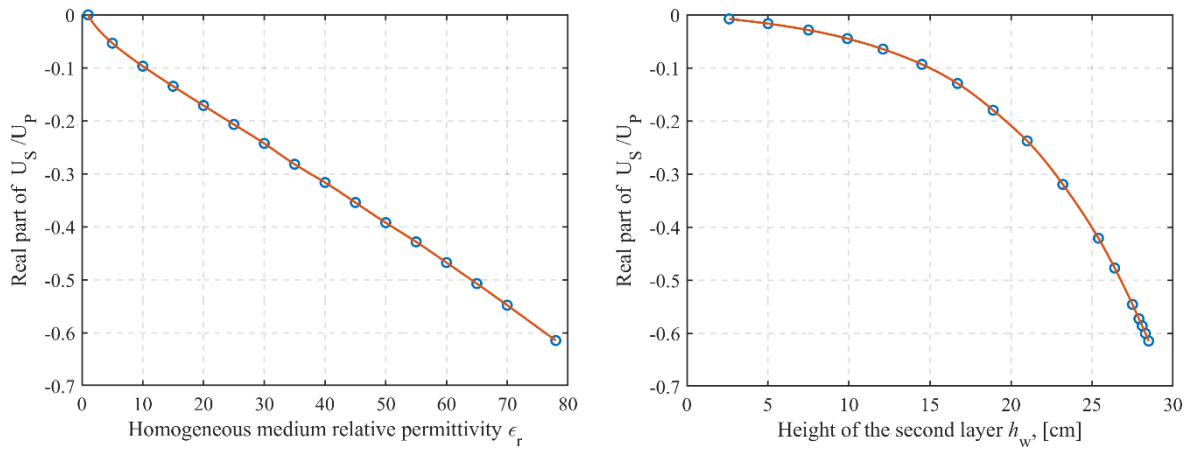 0
-0.1
-0.2
-0.3
-0.4
-0.5
-0.6
-0.7
Real part of U_S /U_P
0 10 20 30 40 50 60 70 80
Homogeneous medium relative permittivity ϵ_r
0
-0.1
-0.2
-0.3
-0.4
-0.5
-0.6
-0.7
Real part of U_S /U_P
0 5 10 15 20 25 30
Height of the second layer h_w, [cm]